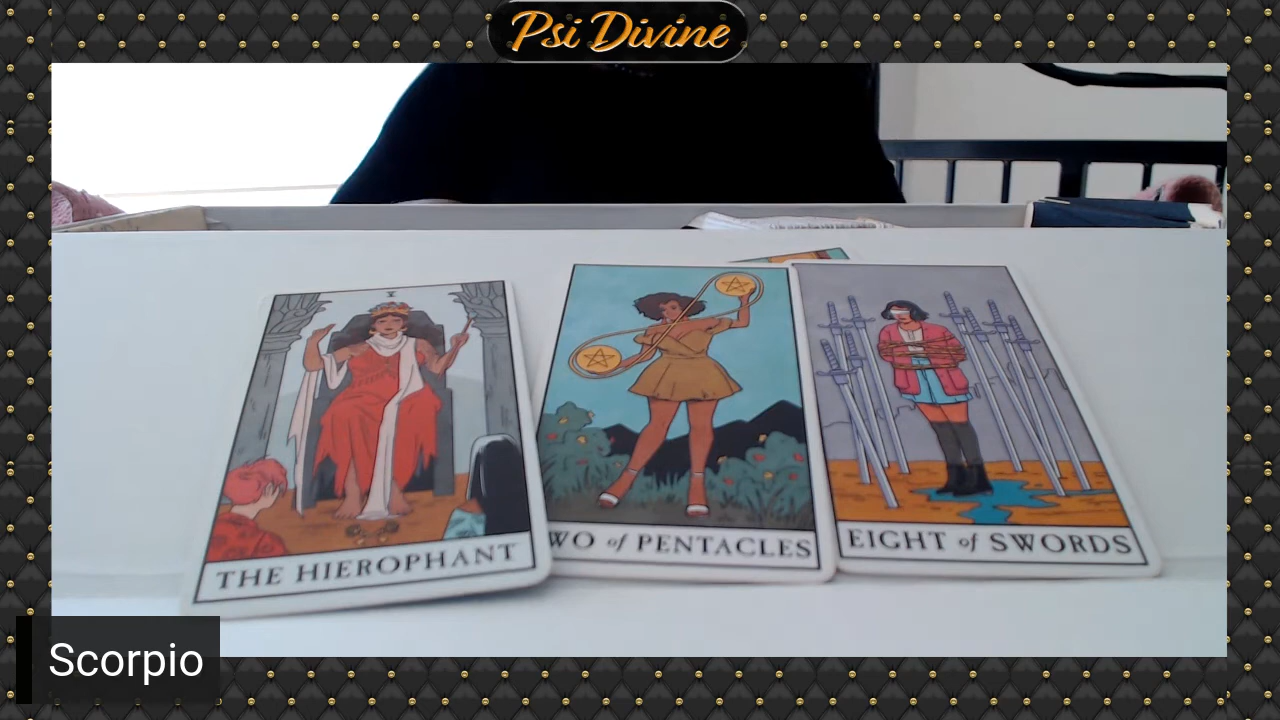 Psi Divine
THE HIEROPHANT
WO of PENTACLES
EIGHT of SWORDS
Scorpio